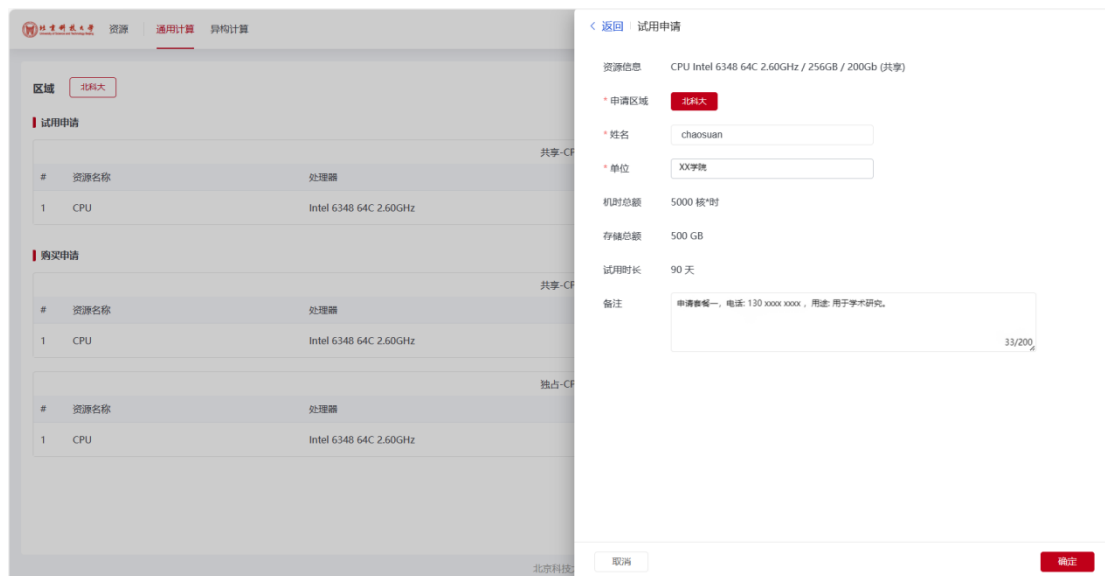 北京科技大学 资源 通用计算 异构计算
区域 北科大
试用申请
共享-CP
# 资源名称 处理器
1 CPU Intel 6348 64C 2.60GHz
购买申请
共享-CP
# 资源名称 处理器
1 CPU Intel 6348 64C 2.60GHz
独占-CP
# 资源名称 处理器
1 CPU Intel 6348 64C 2.60GHz
北京科技
返回 试用申请
资源信息 CPU Intel 6348 64C 2.60GHz / 256GB / 200Gb (共享)
* 申请区域 北科大
* 姓名 chaosuan
* 单位 XX学院
机时总额 5000 核*时
存储总额 500 GB
试用时长 90 天
备注 申请套餐一，电话: 130 xxxx xxxx ，用途: 用于学术研究。
33/200
取消 确定